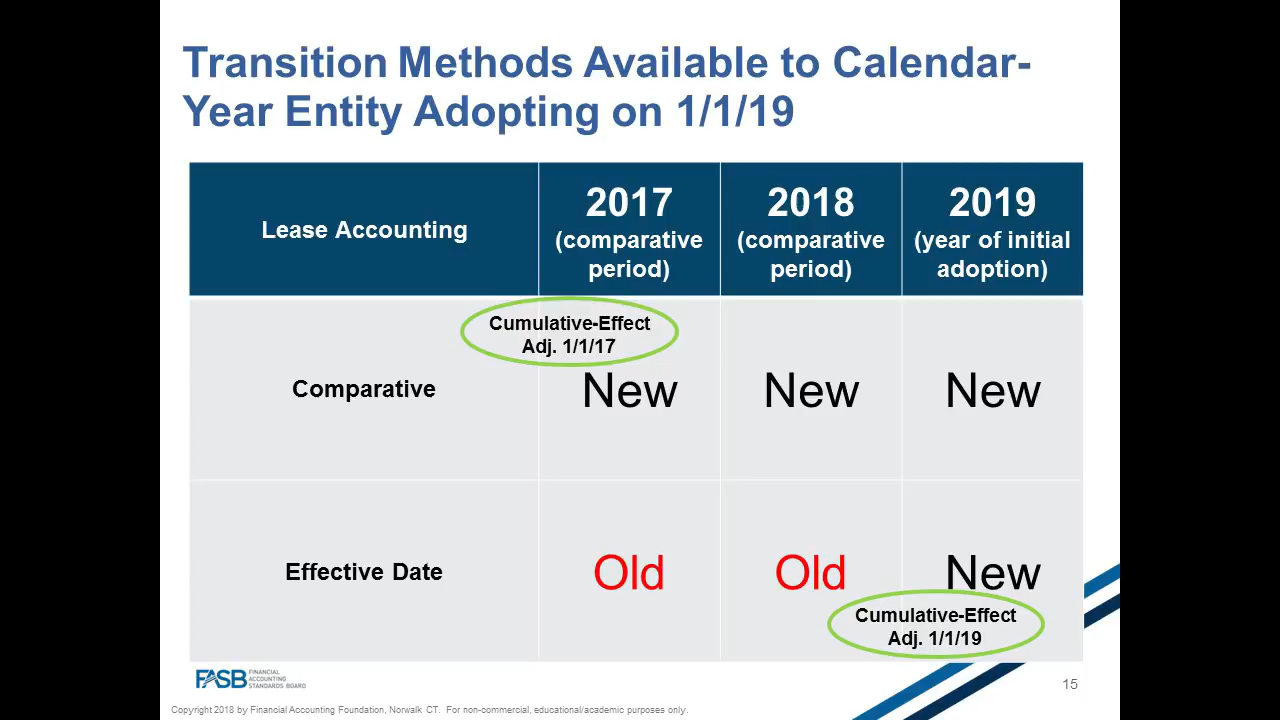 Transition Methods Available to Calendar-
Year Entity Adopting on 1/1/19
Lease Accounting
2017
(comparative
period)
2018
(comparative
period)
2019
(year of initial
adoption)
Cumulative-Effect
Adj. 1/1/17
Comparative
New
New
New
Effective Date
Old
Old
New
Cumulative-Effect
Adj. 1/1/19
FASB
FINANCIAL
ACCOUNTING
STANDARDS BOARD
15
Copyright 2018 by Financial Accounting Foundation, Norwalk CT. For non-commercial, educational/academic purposes only.